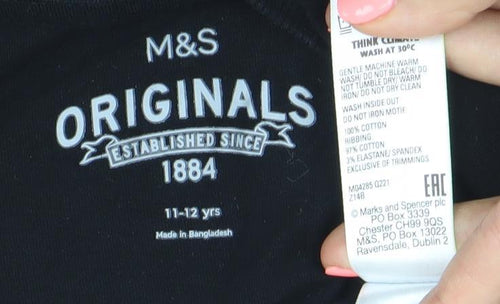 M&S
ORIGINALS
ESTABLISHED SINCE
1884
11-12 yrs
Made in Bangladesh
THINK CLIMATE
WASH AT 30°C
GENTLE MACHINE WARM
WASH/ DO NOT BLEACH/ DO
NOT TUMBLE DRY/ WARM
IRON/ DO NOT DRY CLEAN
WASH INSIDE OUT
DO NOT IRON MOTIF
100% COTTON
RIBBING
97% COTTON
3% ELASTANE/ SPANDEX
EXCLUSIVE OF TRIMMINGS
M04285 Q221
214B
EAC
© Marks and Spencer plc
PO Box 3339
Chester CH99 9QS
M&S, PO Box 13022
Ravensdale, Dublin 2